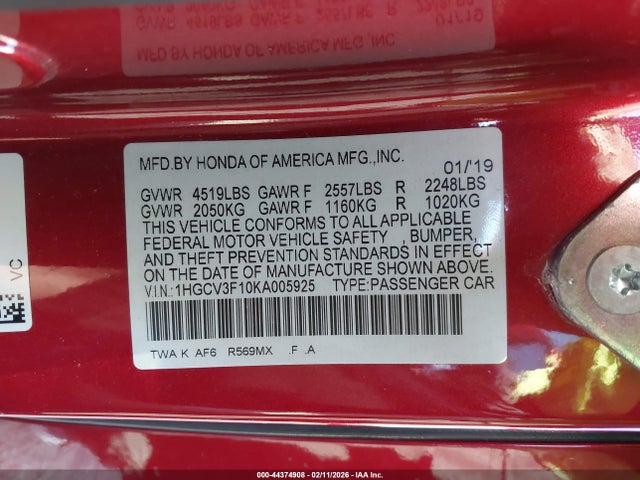 MFD.BY HONDA OF AMERICA MFG.,INC.
01/'19
GVWR 4519LBS GAWR F 2557LBS R 2248LBS
GVWR 2050KG GAWR F 1160KG R 1020KG
THIS VEHICLE CONFORMS TO ALL APPLICABLE
FEDERAL MOTOR VEHICLE SAFETY , BUMPER,
AND THEFT PREVENTION STANDARDS IN EFFECT
ON THE DATE OF MANUFACTURE SHOWN ABOVE.
V.I.N.: 1HGCV3F10KA005925 TYPE:PASSENGER CAR
TWA K AF6 R569MX .F .A
VC
000-44374908 - 02/11/2026 - IAA Inc.